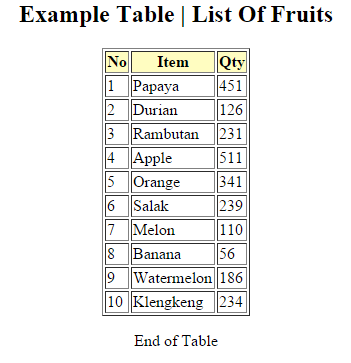 Example Table | List Of Fruits
No Item Qty
1 Papaya 451
2 Durian 126
3 Rambutan 231
4 Apple 511
5 Orange 341
6 Salak 239
7 Melon 110
8 Banana 56
9 Watermelon 186
10 Klengkeng 234
End of Table